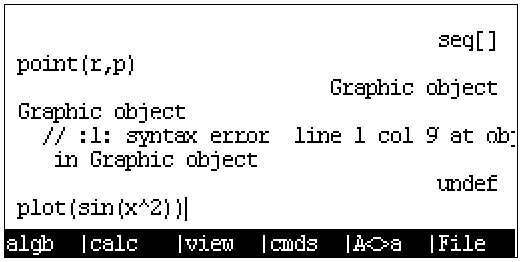 seq[]
point(r,p)
Graphic object
Graphic object
// :1: syntax error  line 1 col 9 at obj
in Graphic object
undef
plot(sin(x^2))
algb |calc |view |cmds |A<>a |File